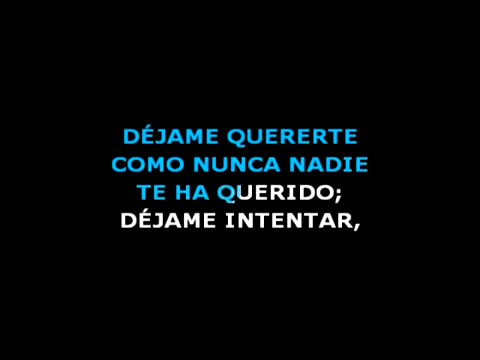 DÉJAME QUERERTE
COMO NUNCA NADIE
TE HA QUERIDO;
DÉJAME INTENTAR,